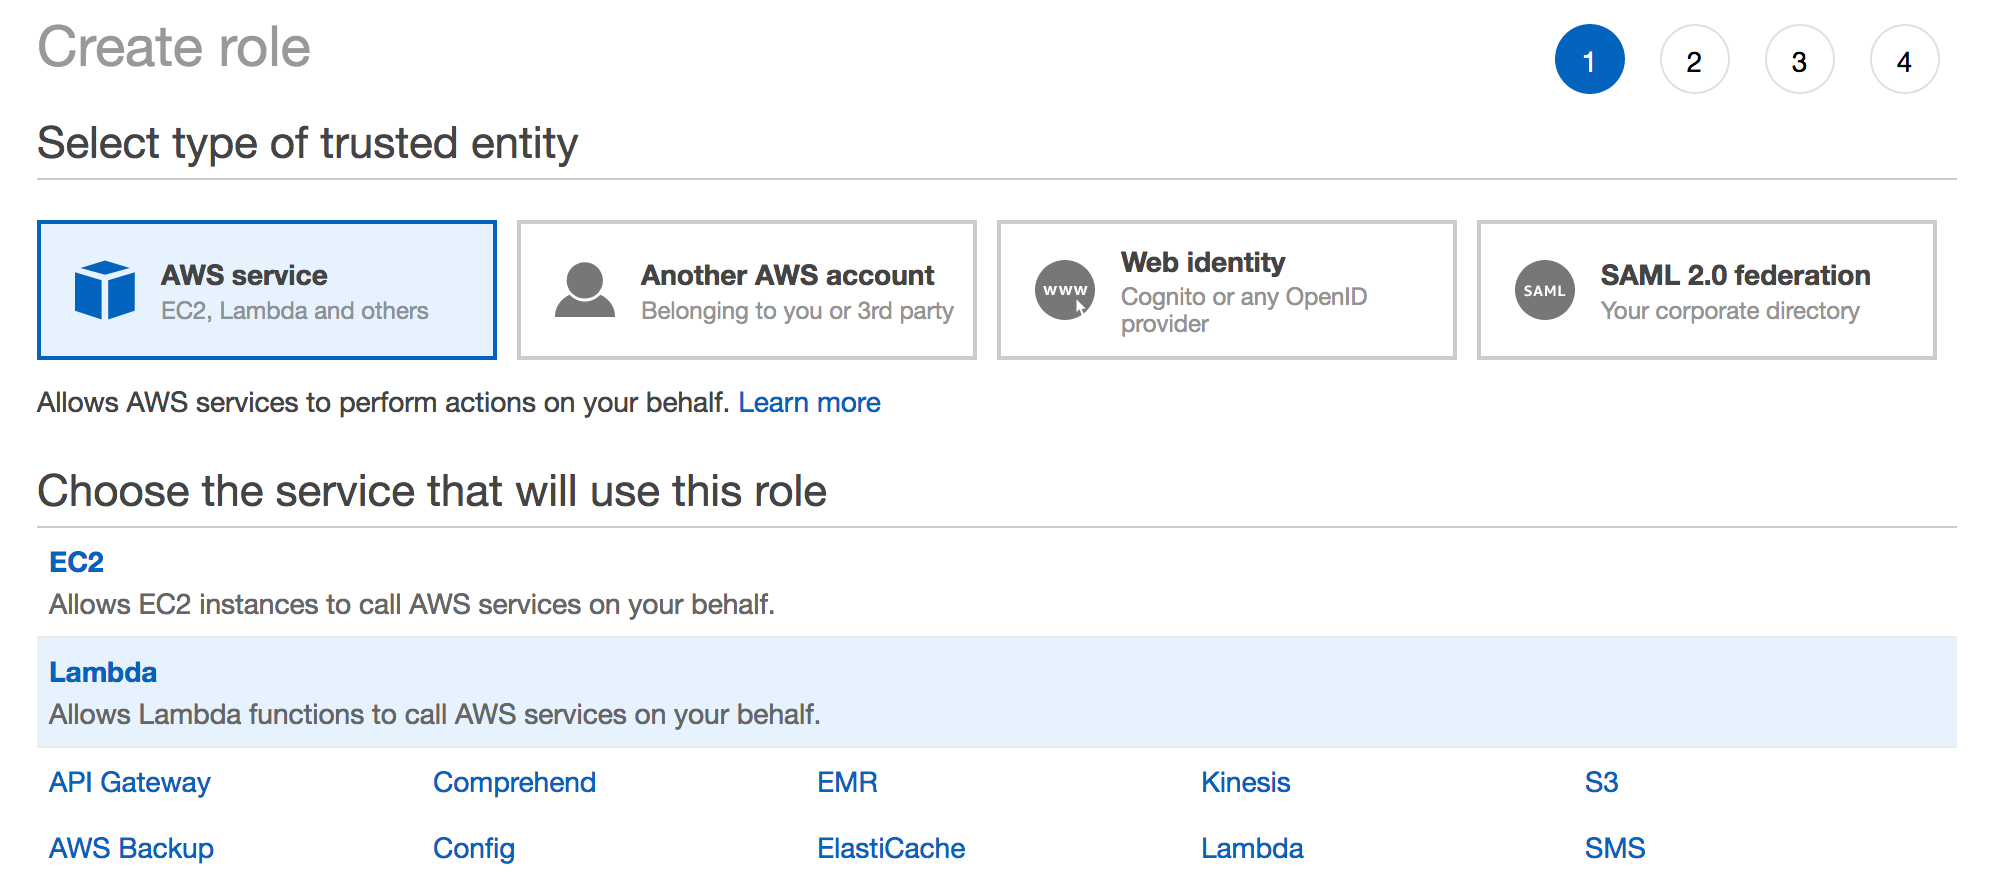 Create role
1 2 3 4
Select type of trusted entity
AWS service
EC2, Lambda and others
Another AWS account
Belonging to you or 3rd party
www
Web identity
Cognito or any OpenID
provider
SAML
SAML 2.0 federation
Your corporate directory
Allows AWS services to perform actions on your behalf. Learn more
Choose the service that will use this role
EC2
Allows EC2 instances to call AWS services on your behalf.
Lambda
Allows Lambda functions to call AWS services on your behalf.
API Gateway Comprehend EMR Kinesis S3
AWS Backup Config ElastiCache Lambda SMS